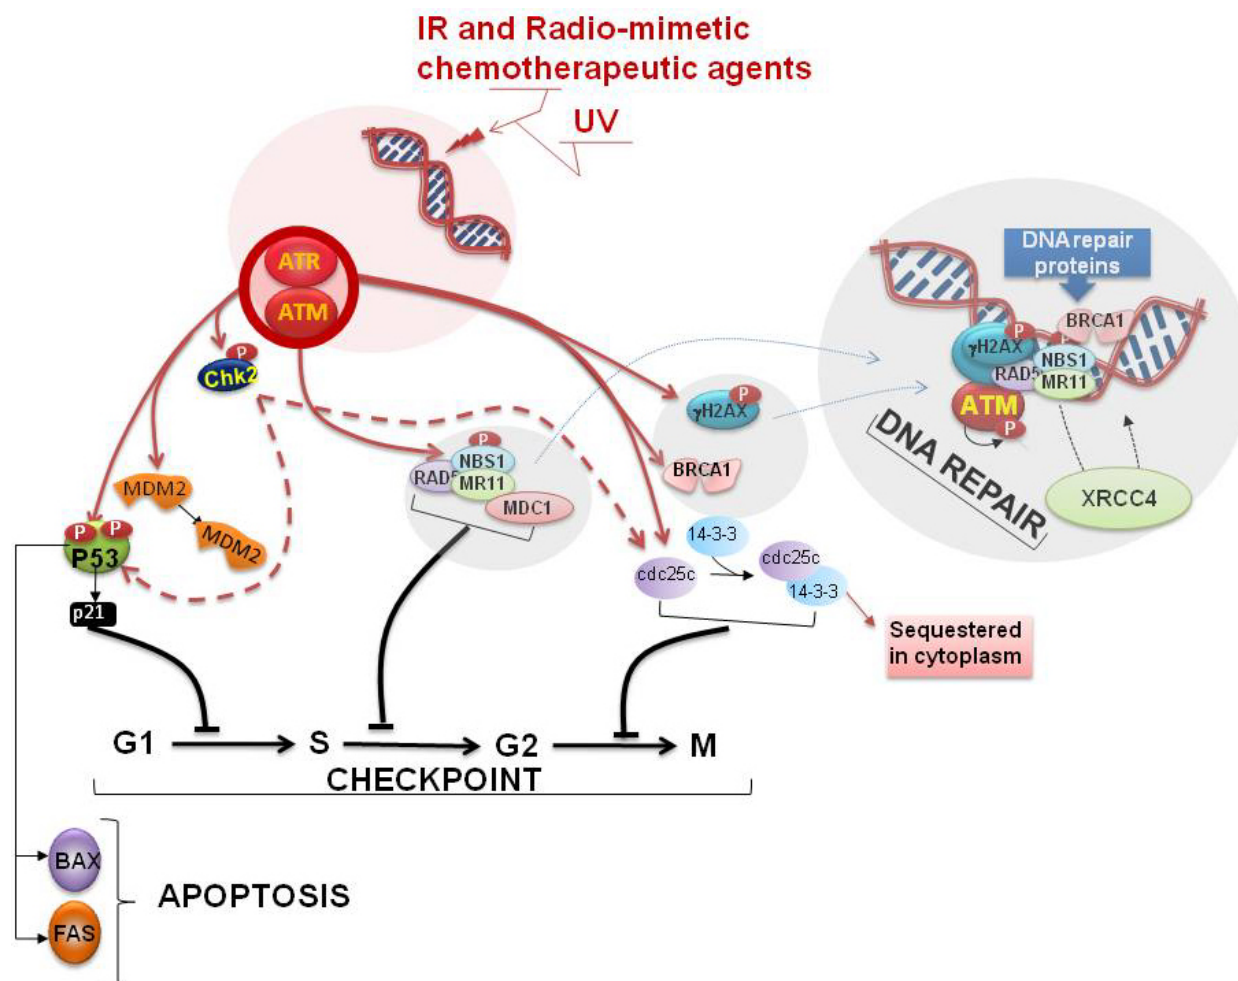 IR and Radio-mimetic
chemotherapeutic agents
UV
ATR
ATM
P
Chk2
MDM2
MDM2
P
P
P53
p21
P
NBS1
RAD5
MR11
MDC1
P
γH2AX
BRCA1
14-3-3
cdc25c
cdc25c
14-3-3
Sequestered
in cytoplasm
DNA repair
proteins
BRCA1
P
γH2AX
NBS1
RAD5
MR11
ATM
P
DNA REPAIR
XRCC4
G1
S
G2
M
CHECKPOINT
BAX
FAS
APOPTOSIS